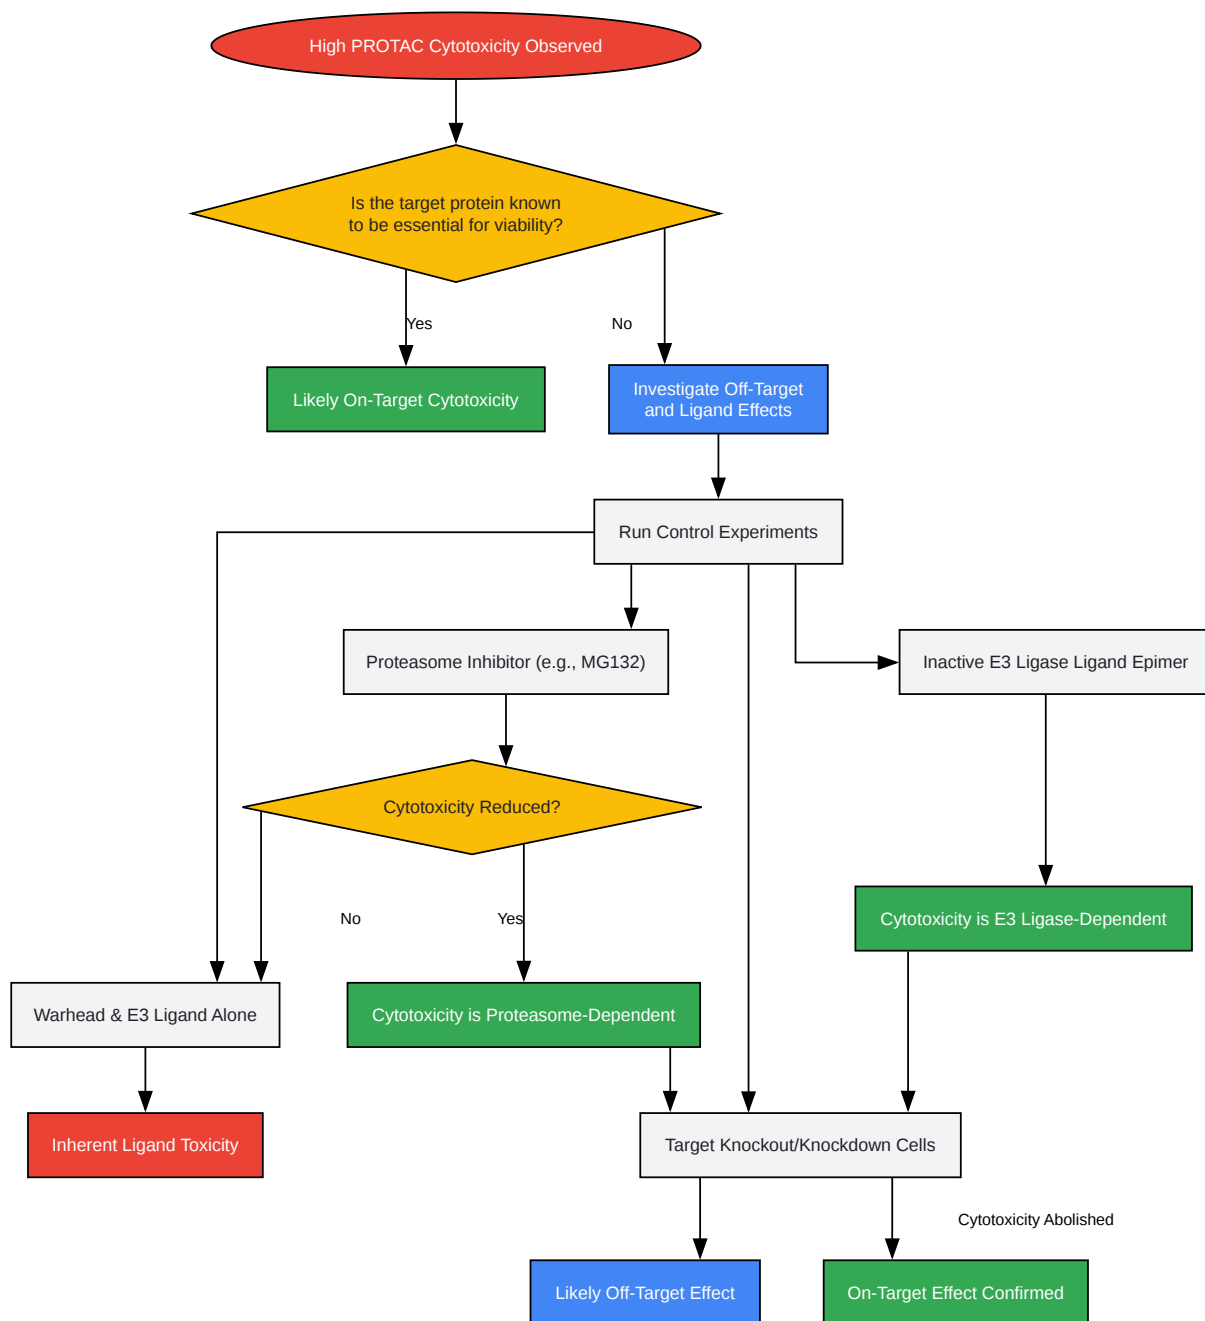 High PROTAC Cytotoxicity Observed
Is the target protein known
to be essential for viability?
Yes
No
Likely On-Target Cytotoxicity
Investigate Off-Target
and Ligand Effects
Run Control Experiments
Proteasome Inhibitor (e.g., MG132)
Inactive E3 Ligase Ligand Epimer
Cytotoxicity Reduced?
No
Yes
Cytotoxicity is E3 Ligase-Dependent
Warhead & E3 Ligand Alone
Cytotoxicity is Proteasome-Dependent
Inherent Ligand Toxicity
Target Knockout/Knockdown Cells
Cytotoxicity Abolished
Likely Off-Target Effect
On-Target Effect Confirmed